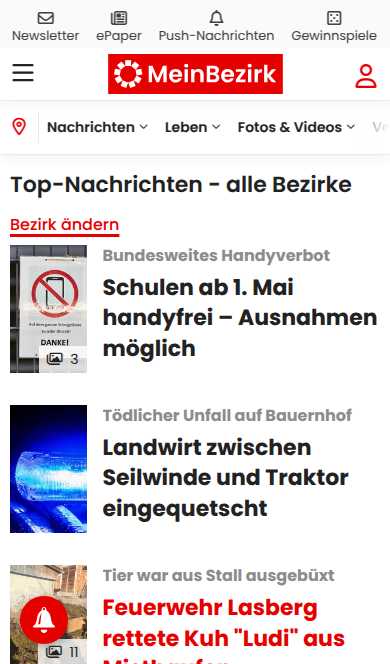 Newsletter ePaper Push-Nachrichten Gewinnspiele
MeinBezirk
Nachrichten Leben Fotos & Videos
Top-Nachrichten - alle Bezirke
Bezirk ändern
Bundesweites Handyverbot
Schulen ab 1. Mai
handyfrei – Ausnahmen
möglich
DANKE!
3
Tödlicher Unfall auf Bauernhof
Landwirt zwischen
Seilwinde und Traktor
eingequetscht
Tier war aus Stall ausgebüxt
Feuerwehr Lasberg
rettete Kuh "Ludi" aus
11